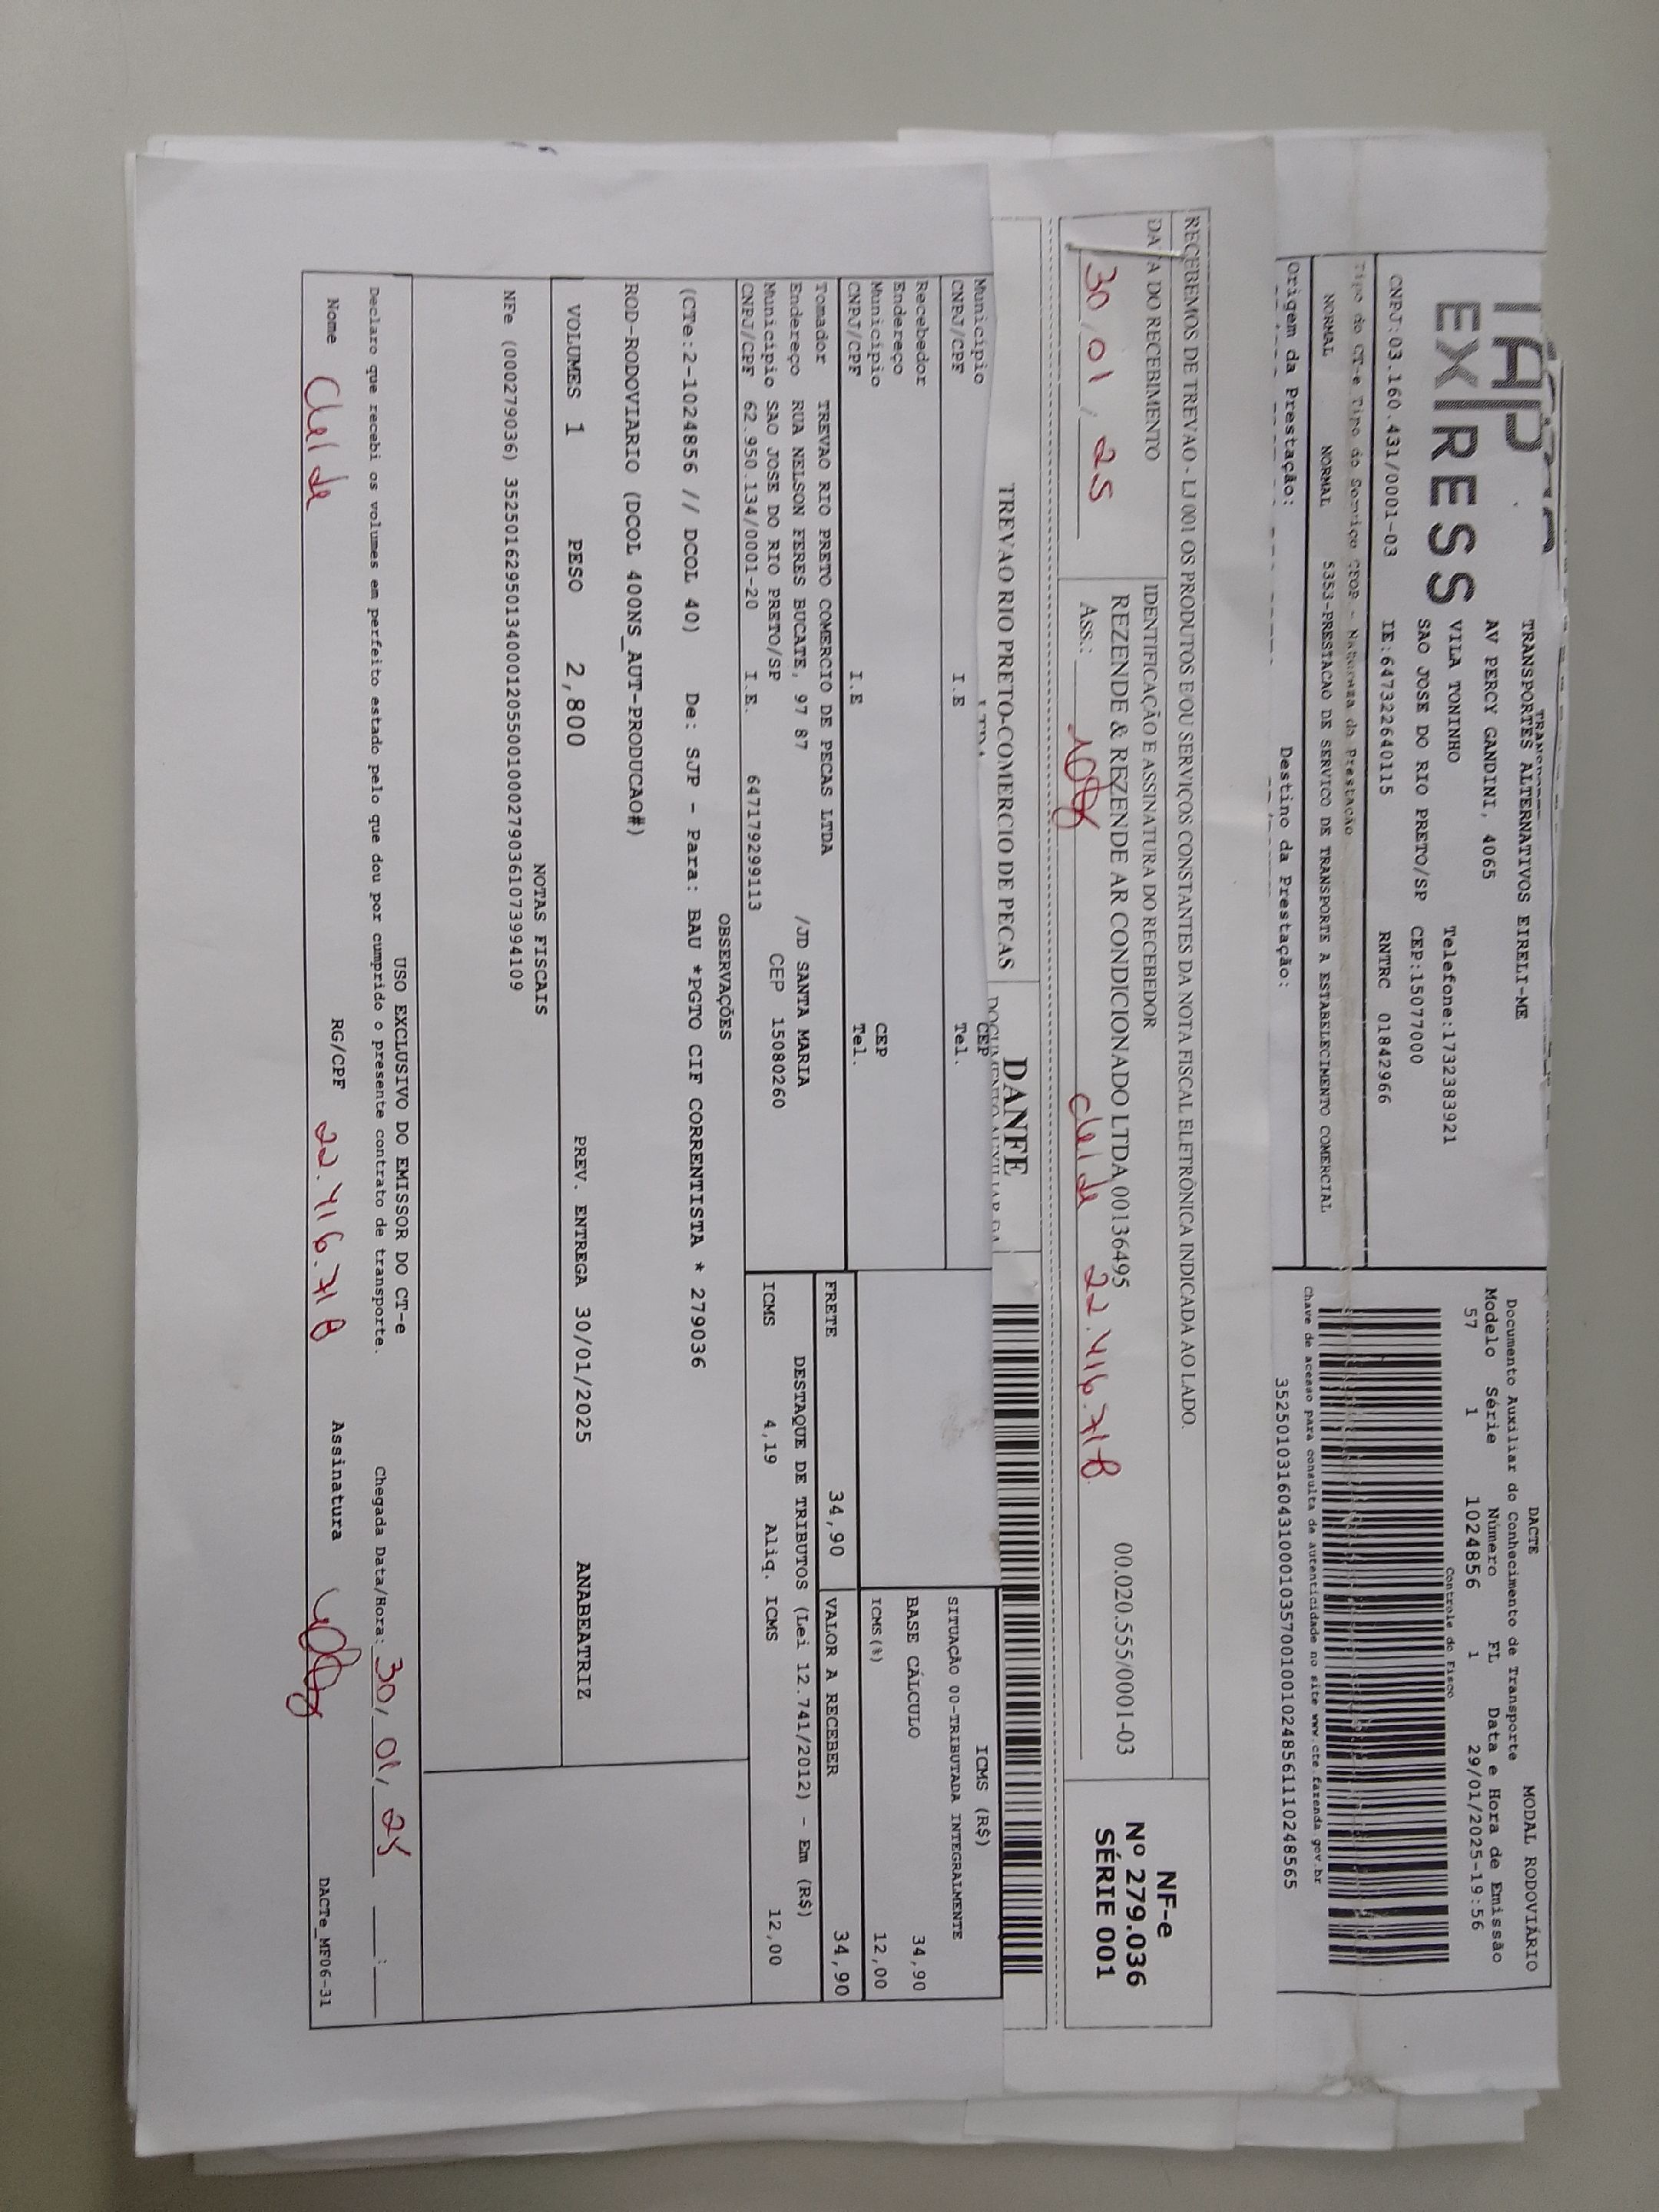 TRANSPORTES ALTERNATIVOS EIRELI-ME
EXPRESS
AV PERCY GANDINI, 4065
VILA TONINHO Telefone:1732383921
SAO JOSE DO RIO PRETO/SP CEP:15077000
CNPJ:03.160.431/0001-03 IE:647322640115 RNTRC 01842966
Tipo do CT-e Tipo do Serviço CFOP - Natureza da Prestação
NORMAL NORMAL 5353-PRESTACAO DE SERVICO DE TRANSPORTE A ESTABELECIMENTO COMERCIAL
Origem da Prestação: Destino da Prestação:
DACTE MODAL RODOVIÁRIO
Documento Auxiliar do Conhecimento de Transporte
Modelo Série Número FL Data e Hora de Emissão
57 1 1024856 1 29/01/2025-19:56
Controle do Fisco
Chave de acesso para consulta de autenticidade no site www.cte.fazenda.gov.br
RECEBEMOS DE TREVAO - LJ 001 OS PRODUTOS E/OU SERVIÇOS CONSTANTES DA NOTA FISCAL ELETRÔNICA INDICADA AO LADO.
DATA DO RECEBIMENTO IDENTIFICAÇÃO E ASSINATURA DO RECEBEDOR
REZENDE & REZENDE AR CONDICIONADO LTDA 00136495 00.020.555/0001-03
30/01/25 Ass.: Cleide 22.416.718
NF-e
Nº 279.036
SÉRIE 001
TREVAO RIO PRETO-COMERCIO DE PECAS DANFE
Município CEP
CNPJ/CPF I.E Tel.
Recebedor
Endereço
Município CEP
CNPJ/CPF I.E Tel.
ICMS (R$)
SITUAÇÃO 00-TRIBUTADA INTEGRALMENTE
BASE CÁLCULO 34,90
ICMS(%) 12,00
Tomador TREVAO RIO PRETO COMERCIO DE PECAS LTDA
Endereço RUA NELSON FERES BUCATE, 97 87 /JD SANTA MARIA
Município SAO JOSE DO RIO PRETO/SP CEP 15080260
CNPJ/CPF 62.950.134/0001-20 I.E. 647179299113
FRETE 34,90 VALOR A RECEBER 34,90
DESTAQUE DE TRIBUTOS (Lei 12.741/2012) - Em (R$)
ICMS 4,19 Aliq. ICMS 12,00
OBSERVAÇÕES
(CTe:2-1024856 // DCOL 40) De: SJP - Para: BAU *PGTO CIF CORRENTISTA * 279036
ROD-RODOVIARIO (DCOL 400NS_AUT-PRODUCAO#)
VOLUMES 1 PESO 2,800 PREV. ENTREGA 30/01/2025 ANABEATRIZ
NOTAS FISCAIS
NFe (000279036) 35250162950134000120550010002790361073994109
USO EXCLUSIVO DO EMISSOR DO CT-e
Declaro que recebi os volumes em perfeito estado pelo que dou por cumprido o presente contrato de transporte. Chegada Data/Hora: 30/01/25 __:__
Nome Cleide RG/CPF 22.416.718 Assinatura
DACTe_MF06-31